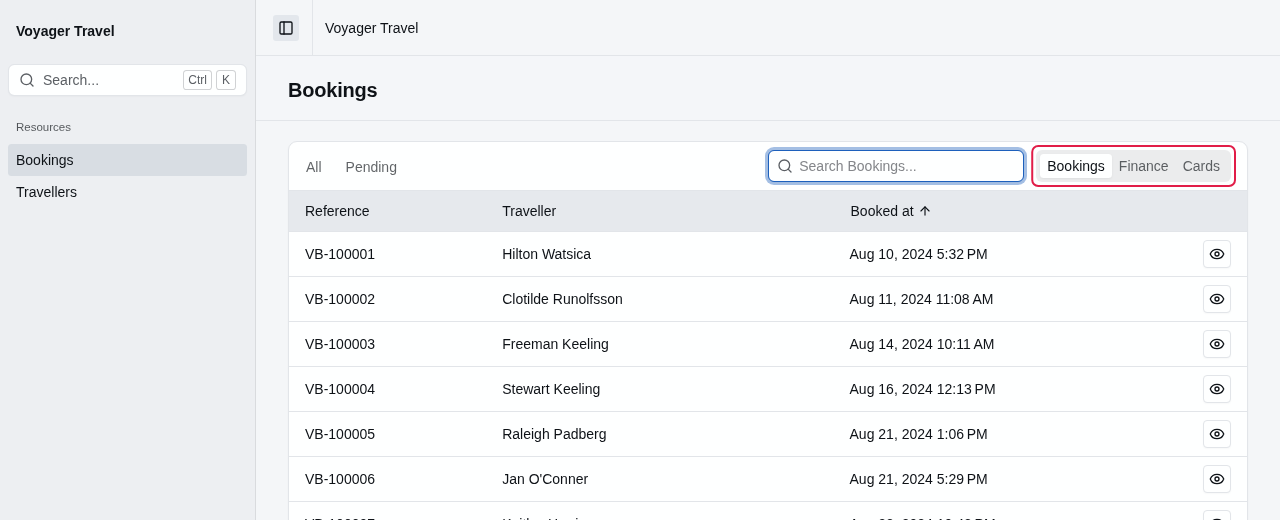 Voyager Travel
Search... Ctrl K
Resources
Bookings
Travellers
Voyager Travel
Bookings
All Pending Search Bookings... Bookings Finance Cards
Reference Traveller Booked at
VB-100001 Hilton Watsica Aug 10, 2024 5:32 PM
VB-100002 Clotilde Runolfsson Aug 11, 2024 11:08 AM
VB-100003 Freeman Keeling Aug 14, 2024 10:11 AM
VB-100004 Stewart Keeling Aug 16, 2024 12:13 PM
VB-100005 Raleigh Padberg Aug 21, 2024 1:06 PM
VB-100006 Jan O'Conner Aug 21, 2024 5:29 PM